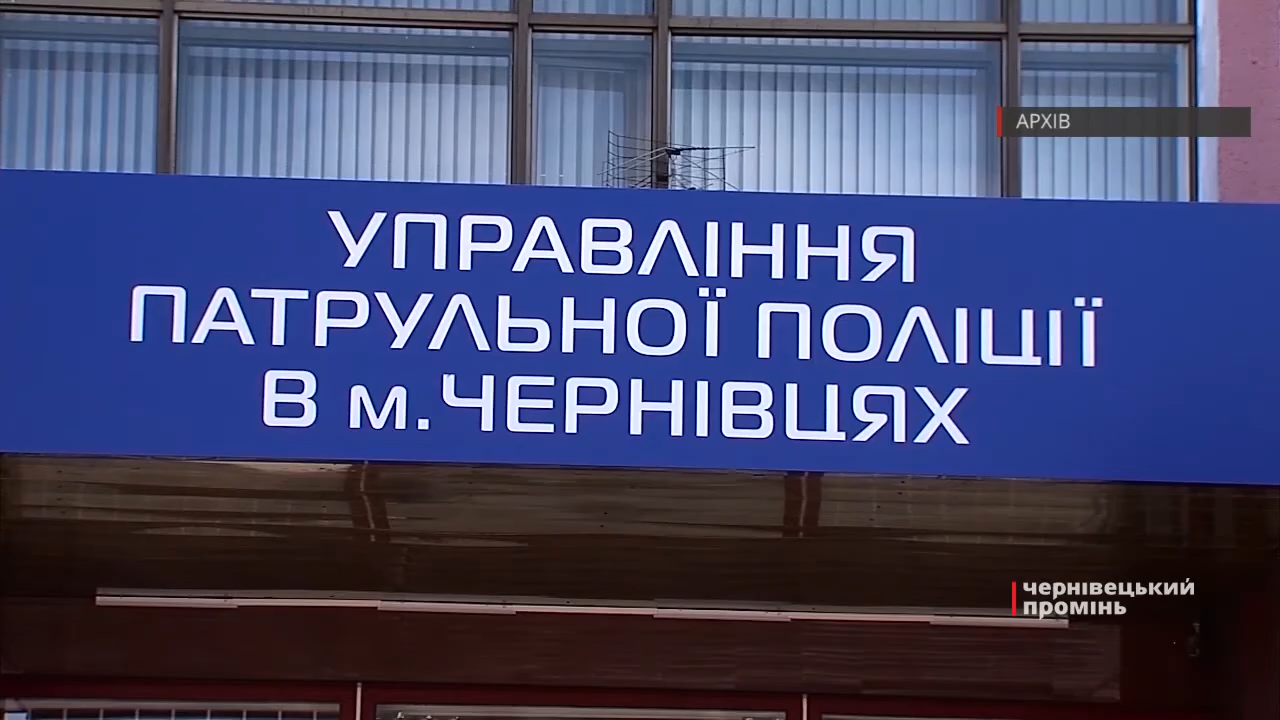 АРХІВ
УПРАВЛІННЯ
ПАТРУЛЬНОЇ ПОЛІЦІЇ
В м. ЧЕРНІВЦЯХ
чернівецький
промінь